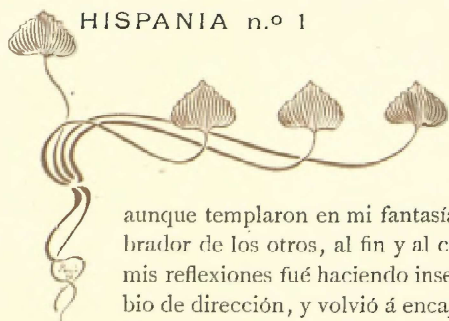 HISPANIA n.º 1
aunque templaron en mi fantasía
brador de los otros, al fin y al c
mis reflexiones fué haciendo inse
bio de dirección, y volvió á encaj